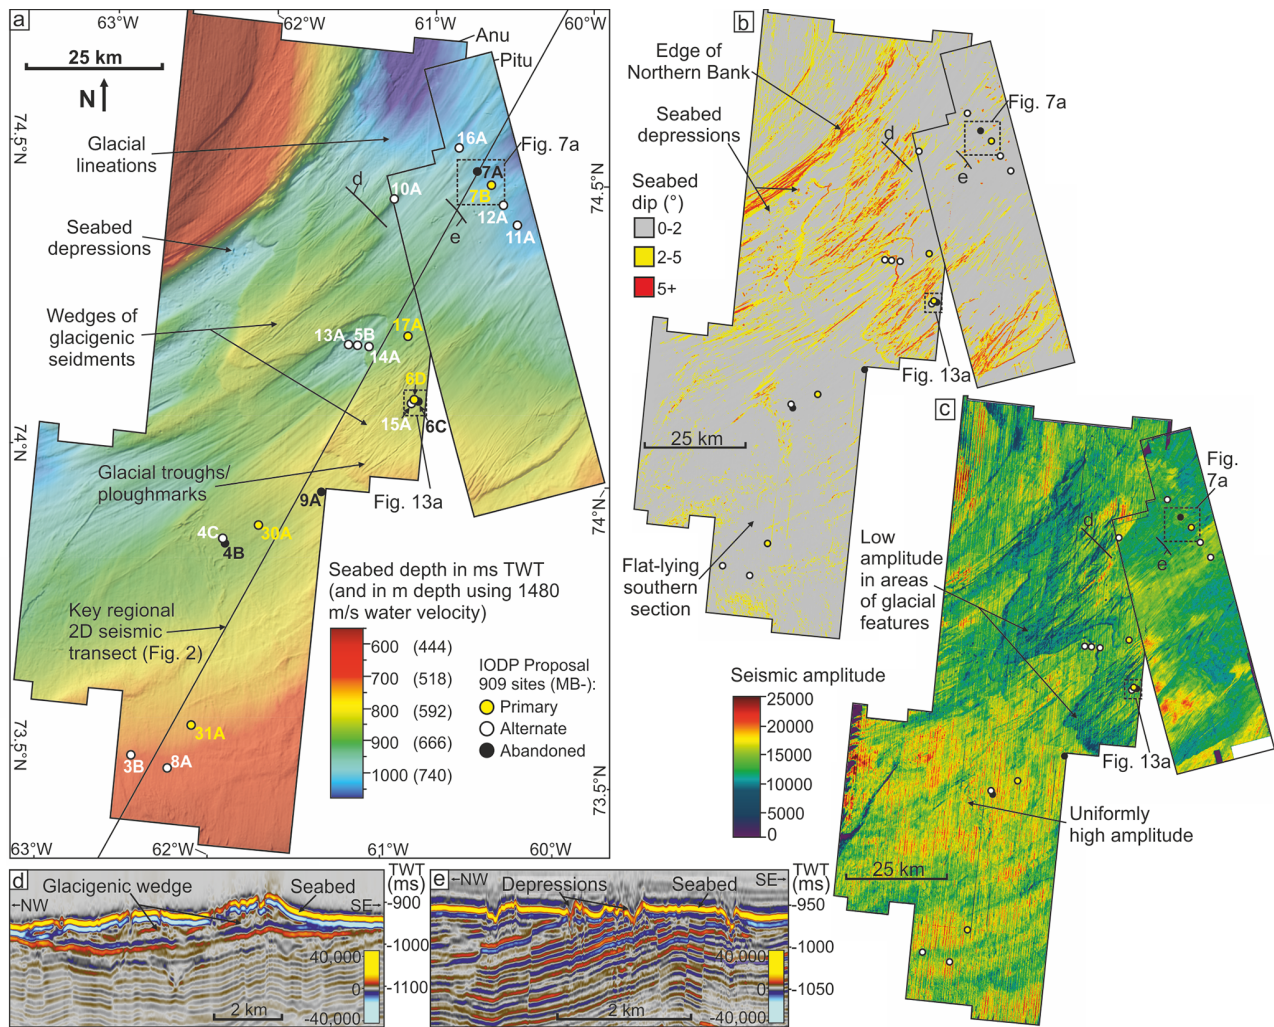 a
63°W
62°W
61°W
60°W
Anu
Pitu
25 km
N
74.5°N
Glacial
lineations
16A
Fig. 7a
7A
7B
d
10A
12A
11A
e
74.5°N
Seabed
depressions
Wedges of
glacigenic
seidments
17A
13A
5B
14A
6D
15A
6C
74°N
Glacial troughs/
ploughmarks
9A
Fig. 13a
74°N
4C
30A
4B
Key regional
2D seismic
transect (Fig. 2)
Seabed depth in ms TWT
(and in m depth using 1480
m/s water velocity)
600 (444)
700 (518)
800 (592)
900 (666)
1000 (740)
IODP Proposal
909 sites (MB-):
Primary
Alternate
Abandoned
73.5°N
31A
3B
8A
73.5°N
63°W
62°W
61°W
60°W
b
Edge of
Northern Bank
Seabed
depressions
Fig. 7a
d
e
Seabed
dip (°)
0-2
2-5
5+
Fig. 13a
25 km
Flat-lying
southern
section
c
Fig.
7a
d
e
Low
amplitude
in areas
of glacial
features
Fig. 13a
Seismic amplitude
25000
20000
15000
10000
5000
0
Uniformly
high amplitude
25 km
d
Glacigenic wedge
Seabed
←NW
SE→
TWT
(ms)
-900
-1000
-1100
40,000
0
-40,000
2 km
e
←NW
Depressions
Seabed
SE→
TWT
(ms)
-950
-1000
-1050
40,000
0
-40,000
2 km